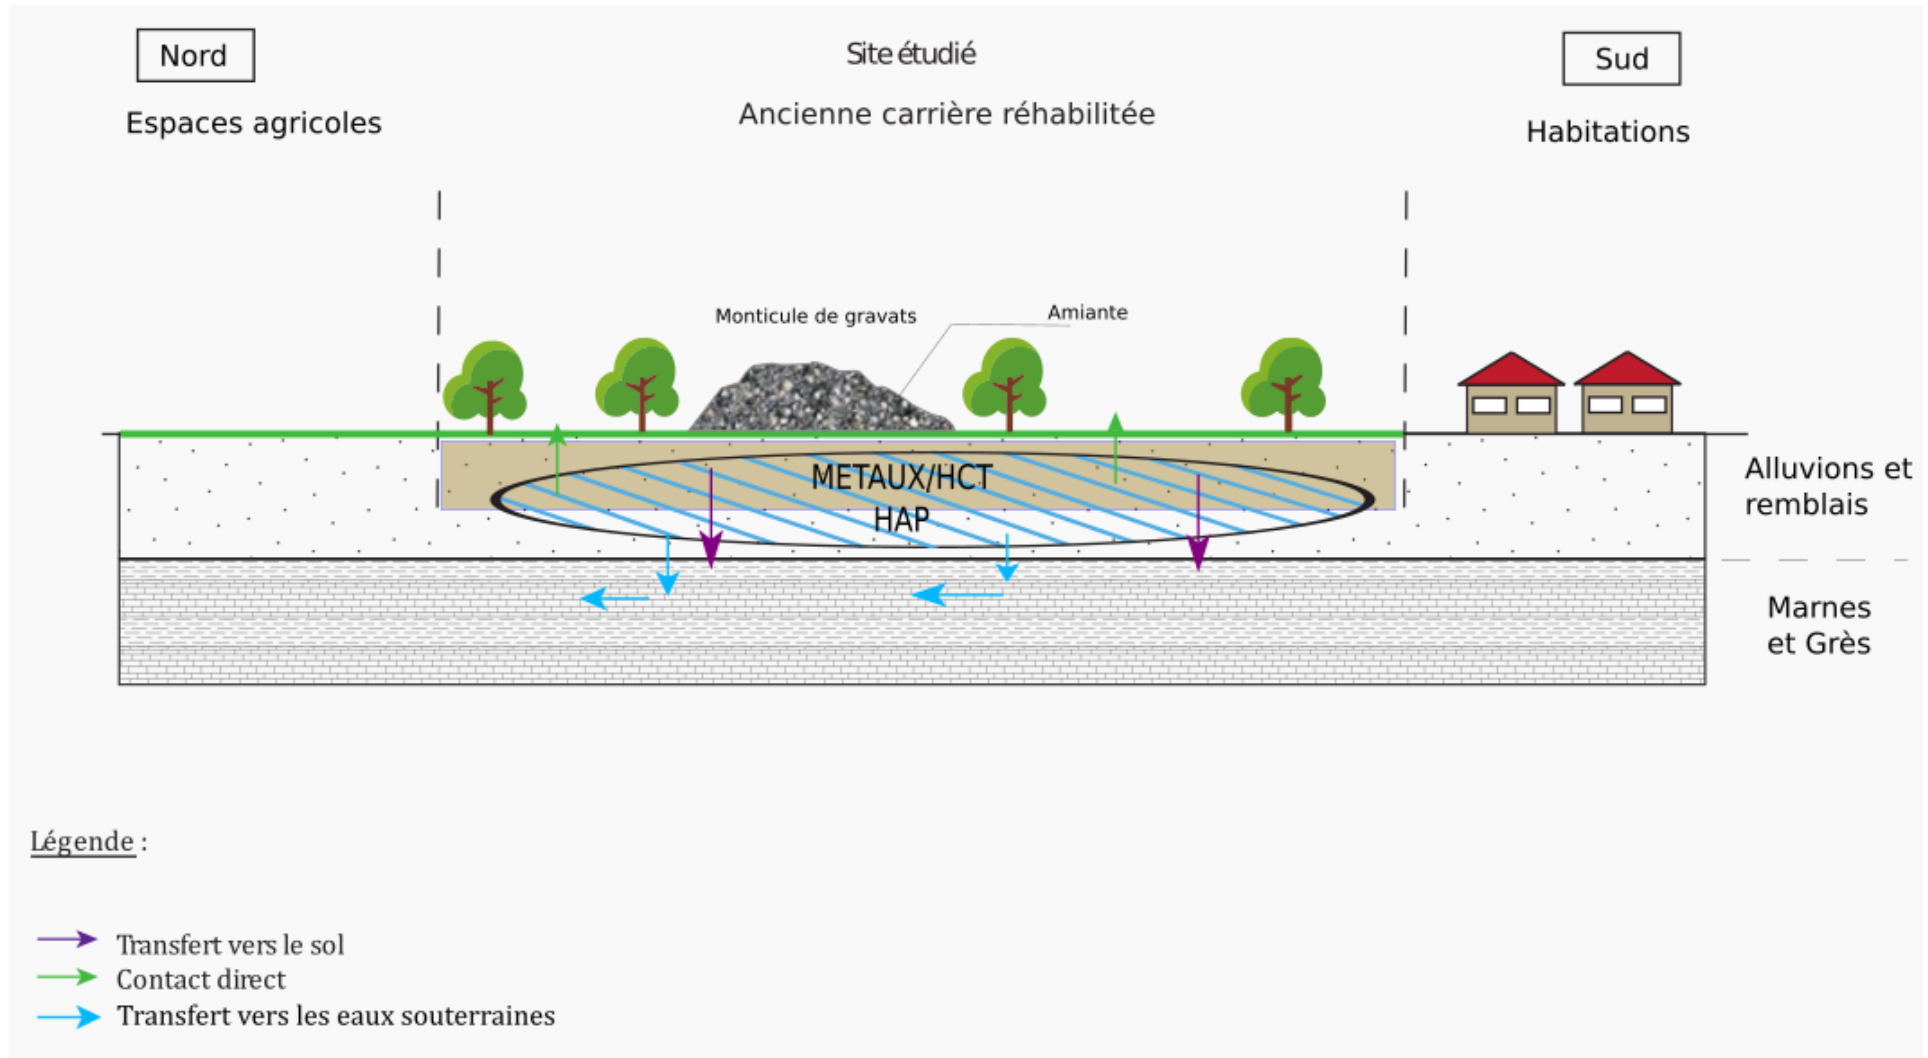 Nord
Site étudié
Sud
Espaces agricoles
Ancienne carrière réhabilitée
Habitations
Monticule de gravats
Amiante
METAUX/HCT
HAP
Alluvions et
remblais
Marnes
et Grès
Légende :
Transfert vers le sol
Contact direct
Transfert vers les eaux souterraines